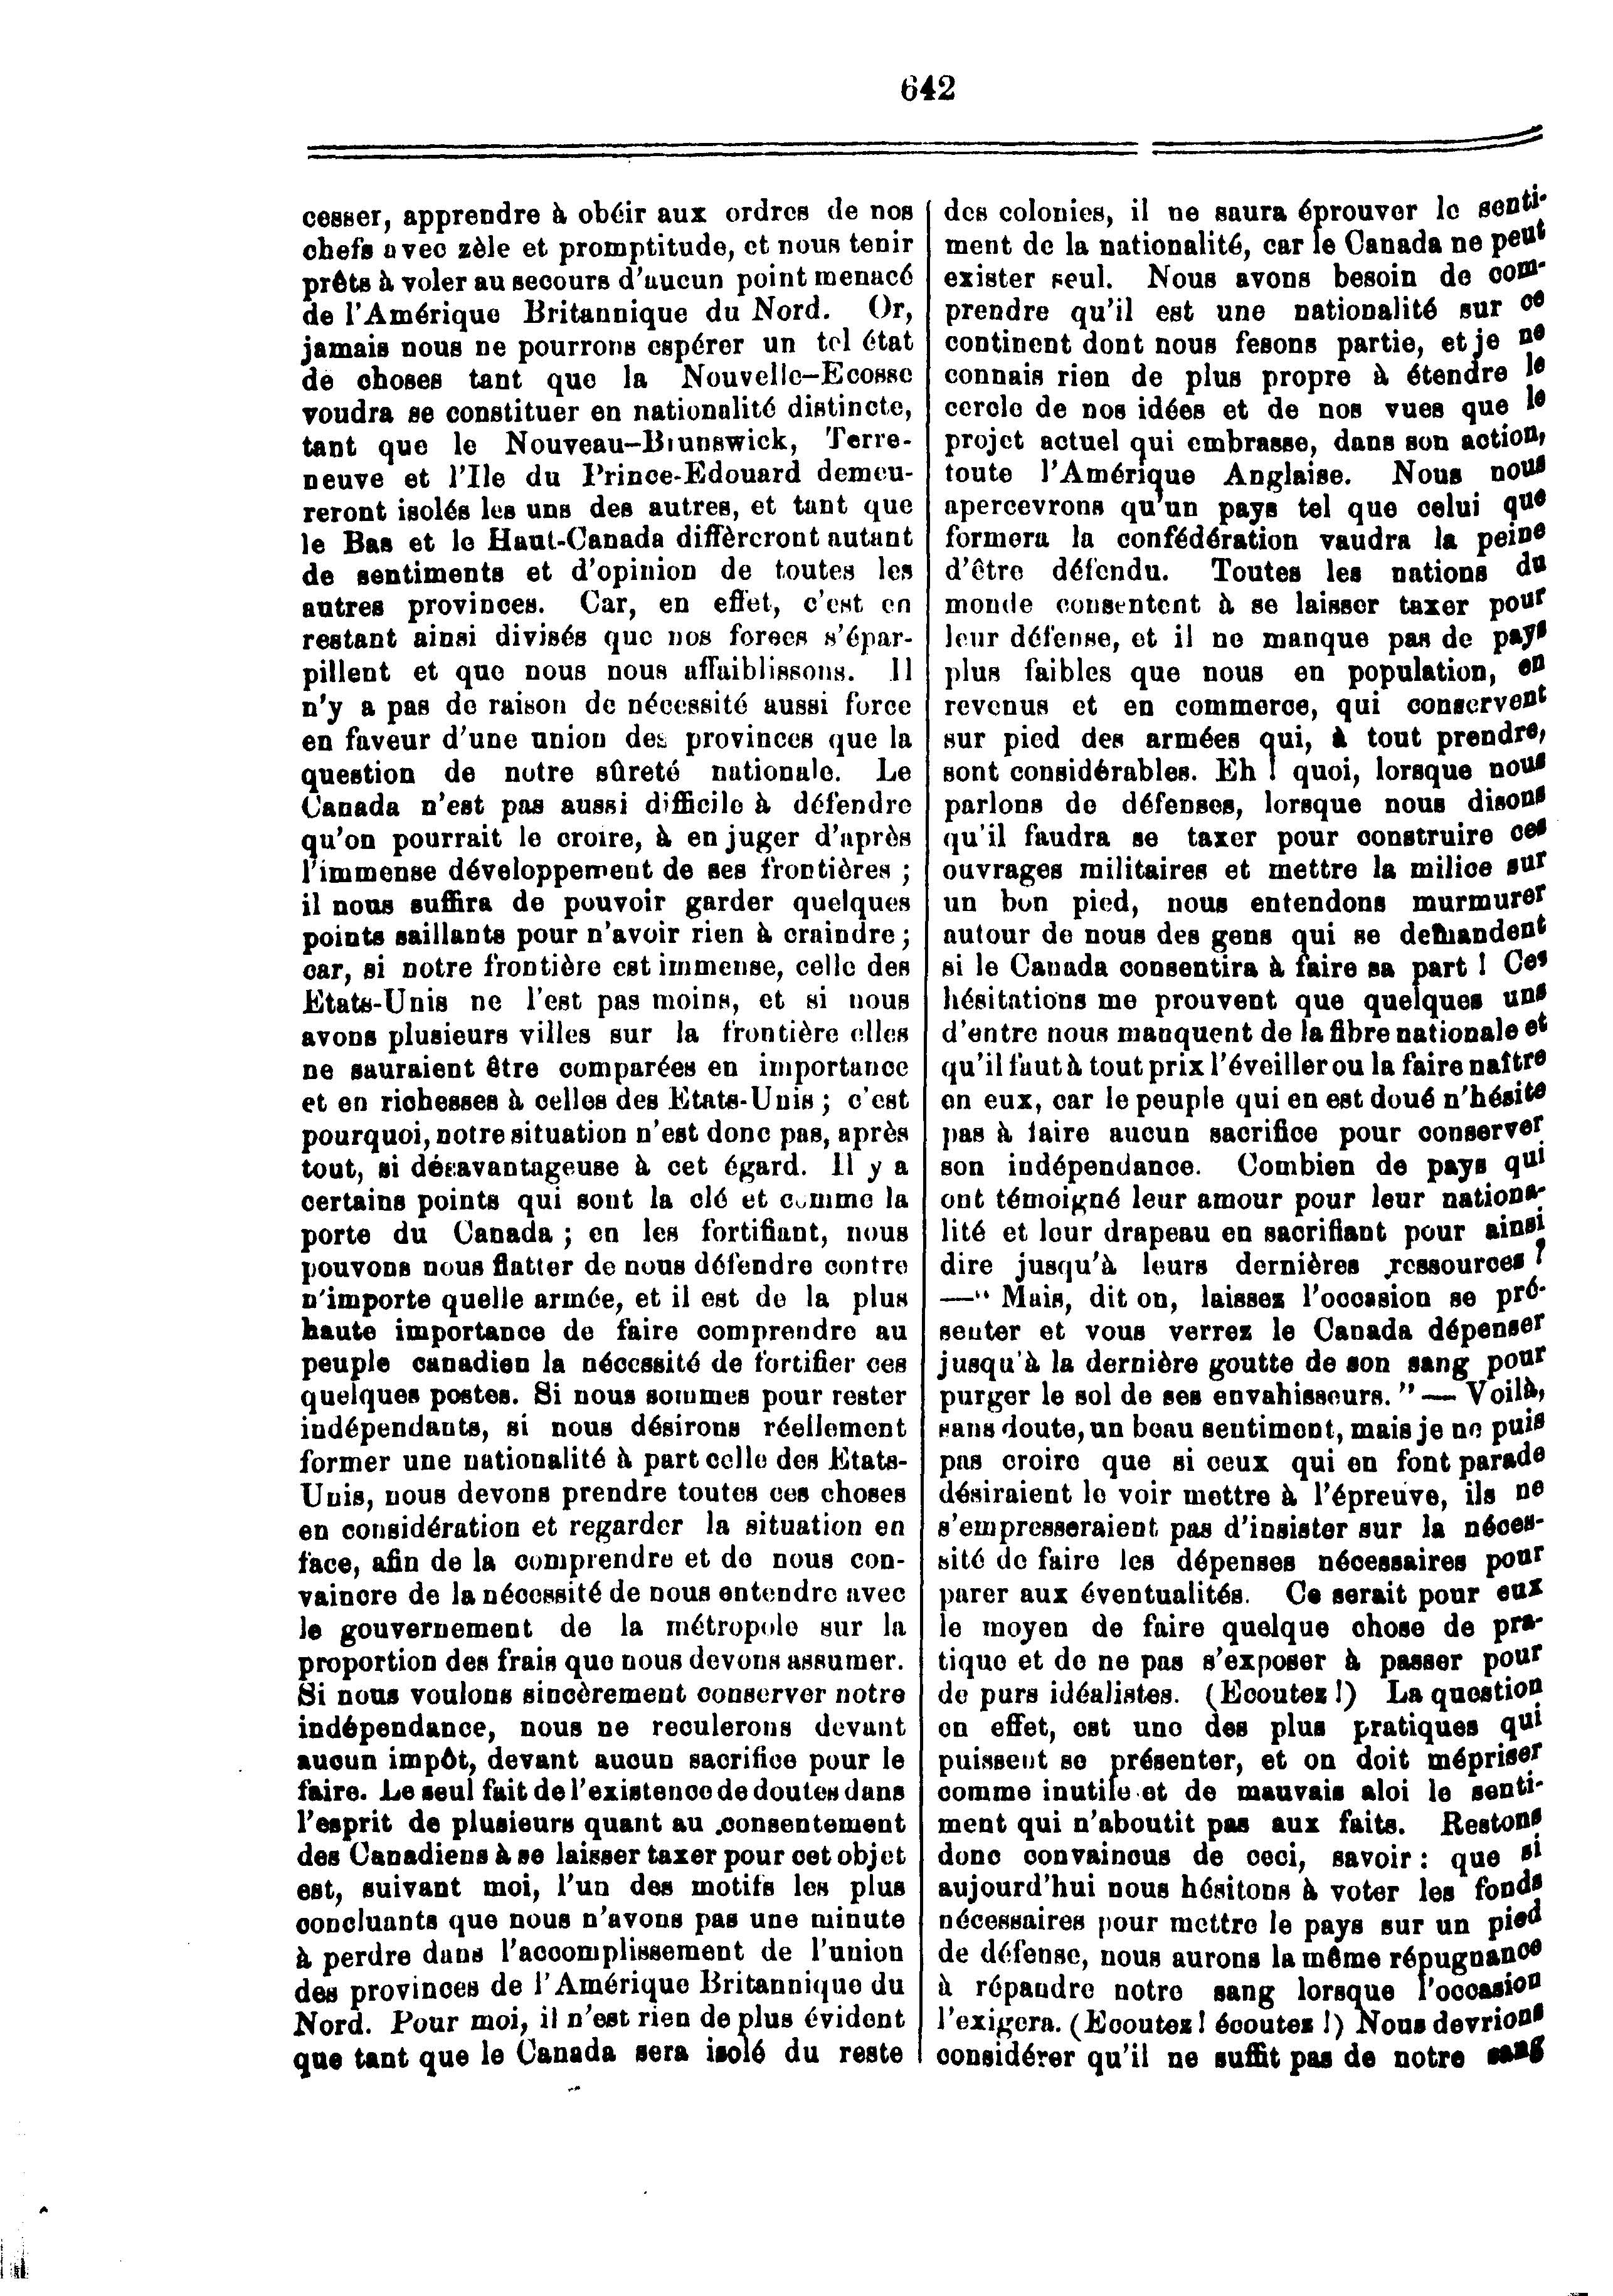 642
cesser, apprendre à obéir aux ordres de nos
chefs avec zèle et promptitude, et nous tenir
prêts à voler au secours d'aucun point menacé
de l'Amérique Britannique du Nord. Or,
jamais nous ne pourrons espérer un tel état
de choses tant que la Nouvelle-Ecosse
voudra se constituer en nationalité distincte,
tant que le Nouveau-Brunswick, Terre-
neuve et l'Ile du Prince-Edouard demeu-
reront isolés les uns des autres, et tant que
le Bas et le Haut-Canada différeront autant
de sentiments et d'opinion de toutes les
autres provinces. Car, en effet, c'est en
restant ainsi divisés que nos forces s'épar-
pillent et que nous nous affaiblissons. Il
n'y a pas de raison de nécessité aussi force
en faveur d'une union des provinces que la
question de notre sûreté nationale. Le
Canada n'est pas aussi difficile à défendre
qu'on pourrait le croire, à en juger d'après
l'immense développement de ses frontières ;
il nous suffira de pouvoir garder quelques
points saillants pour n'avoir rien à craindre ;
car, si notre frontière est immense, celle des
Etats-Unis ne l'est pas moins, et si nous
avons plusieurs villes sur la frontière elles
ne sauraient être comparées en importance
et en richesses à celles des Etats-Unis ; c'est
pourquoi, notre situation n'est donc pas, après
tout, si désavantageuse à cet égard. Il y a
certains points qui sont la clé et comme la
porte du Canada ; en les fortifiant, nous
pouvons nous flatter de nous défendre contre
n'importe quelle armée, et il est de la plus
haute importance de faire comprendre au
peuple canadien la nécessité de fortifier ces
quelques postes. Si nous sommes pour rester
indépendants, si nous désirons réellement
former une nationalité à part celle des Etats-
Unis, nous devons prendre toutes ces choses
en considération et regarder la situation en
face, afin de la comprendre et de nous con-
vaincre de la nécessité de nous entendre avec
le gouvernement de la métropole sur la
proportion des frais que nous devons assumer.
Si nous voulons sincèrement conserver notre
indépendance, nous ne reculerons devant
aucun impôt, devant aucun sacrifice pour le
faire. Le seul fait de l'existence de doutes dans
l'esprit de plusieurs quant au consentement
des Canadiens à se laisser taxer pour cet objet
est, suivant moi, l'un des motifs les plus
concluants que nous n'avons pas une minute
à perdre dans l'accomplissement de l'union
des provinces de l'Amérique Britannique du
Nord. Pour moi, il n'est rien de plus évident
que tant que le Canada sera isolé du reste
des colonies, il ne saura éprouver le senti-
ment de la nationalité, car le Canada ne peut
exister seul. Nous avons besoin de com-
prendre qu'il est une nationalité sur ce
continent dont nous fesons partie, et je ne
connais rien de plus propre à étendre le
cercle de nos idées et de nos vues que le
projet actuel qui embrasse, dans son action,
toute l'Amérique Anglaise. Nous nous
apercevrons qu'un pays tel que celui que
formera la confédération vaudra la peine
d'être défendu. Toutes les nations du
monde consentent à se laisser taxer pour
leur défense, et il ne manque pas de pays
plus faibles que nous en population, en
revenus et en commerce, qui conservent
sur pied des armées qui, à tout prendre,
sont considérables. Eh ! quoi, lorsque nous
parlons de défenses, lorsque nous disons
qu'il faudra se taxer pour construire ces
ouvrages militaires et mettre la milice sur
un bon pied, nous entendons murmurer
autour de nous des gens qui se demandent
si le Canada consentira à faire sa part ! Ces
hésitations me prouvent que quelques uns
d'entre nous manquent de la fibre nationale et
qu'il faut à tout prix l'éveiller ou la faire naître
en eux, car le peuple qui en est doué n'hésite
pas à faire aucun sacrifice pour conserver
son indépendance. Combien de pays qui
ont témoigné leur amour pour leur nationa-
lité et leur drapeau en sacrifiant pour ainsi
dire jusqu'à leurs dernières ressources ?
—" Mais, dit on, laissez l'occasion se pré-
senter et vous verrez le Canada dépenser
jusqu'à la dernière goutte de son sang pour
purger le sol de ses envahisseurs. " — Voilà,
sans doute, un beau sentiment, mais je ne puis
pas croire que si ceux qui en font parade
désiraient le voir mettre à l'épreuve, ils ne
s'empresseraient pas d'insister sur la néces-
sité de faire les dépenses nécessaires pour
parer aux éventualités. Ce serait pour eux
le moyen de faire quelque chose de pra-
tique et de ne pas s'exposer à passer pour
de purs idéalistes. (Ecoutez !) La question
en effet, est une des plus pratiques qui
puissent se présenter, et on doit mépriser
comme inutile et de mauvais aloi le senti-
ment qui n'aboutit pas aux faits. Restons
donc convaincus de ceci, savoir : que si
aujourd'hui nous hésitons à voter les fonds
nécessaires pour mettre le pays sur un pied
de défense, nous aurons la même répugnance
à répandre notre sang lorsque l'occasion
l'exigera. (Ecoutez ! écoutez !) Nous devrions
considérer qu'il ne suffit pas de notre sang